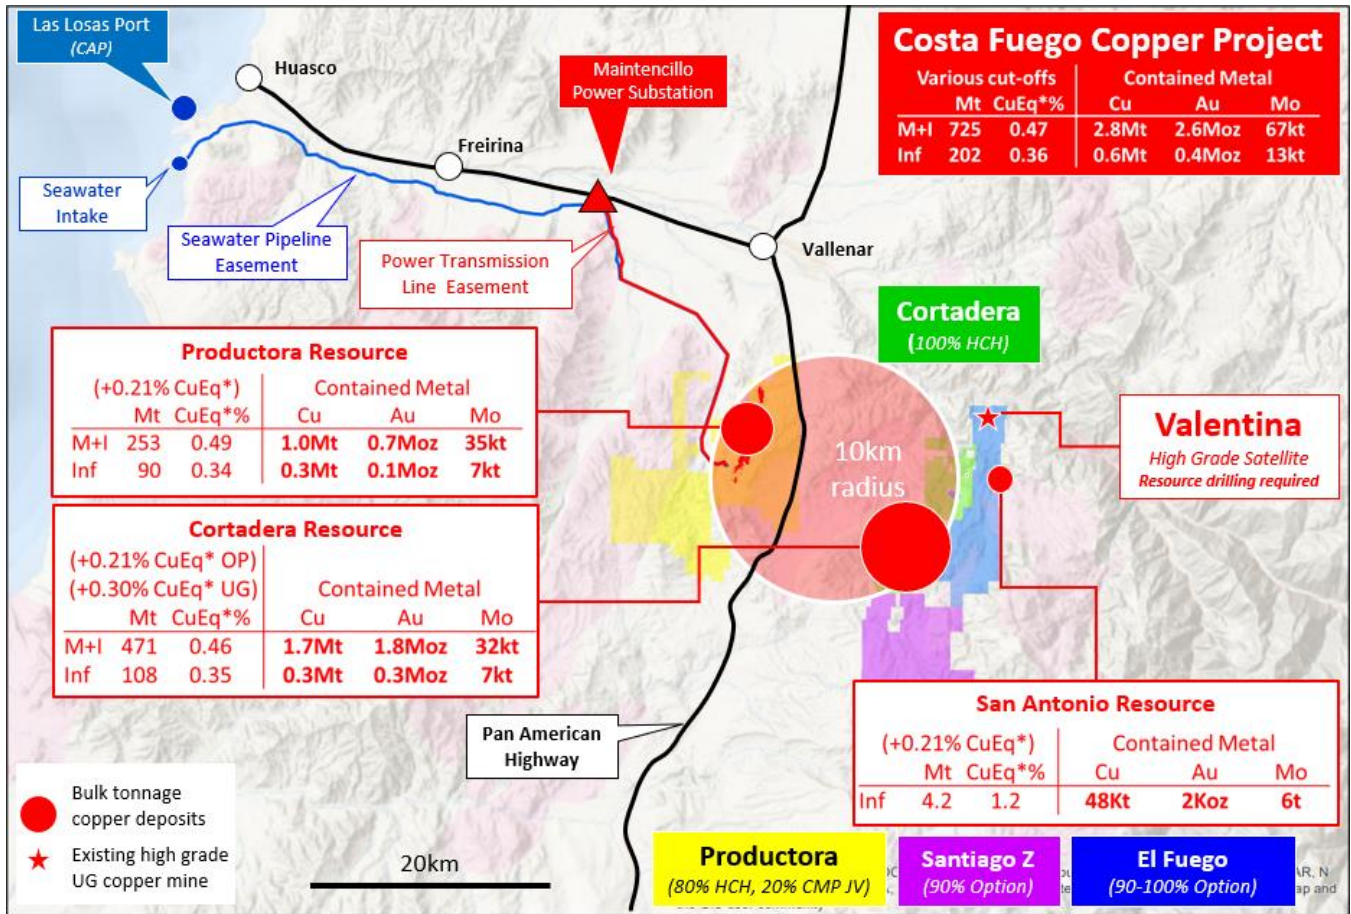 Las Losas Port
(CAP)
Huasco
Maintencillo
Power Substation
Costa Fuego Copper Project
Various cut-offs Contained Metal
Mt CuEq*% Cu Au Mo
M+I 725 0.47 2.8Mt 2.6Moz 67kt
Inf 202 0.36 0.6Mt 0.4Moz 13kt
Freirina
Seawater
Intake
Seawater Pipeline
Easement
Power Transmission
Line Easement
Vallenar
Cortadera
(100% HCH)
Productora Resource
(+0.21% CuEq*) Contained Metal
Mt CuEq*% Cu Au Mo
M+I 253 0.49 1.0Mt 0.7Moz 35kt
Inf 90 0.34 0.3Mt 0.1Moz 7kt
10km
radius
Valentina
High Grade Satellite
Resource drilling required
Cortadera Resource
(+0.21% CuEq* OP)
(+0.30% CuEq* UG) Contained Metal
Mt CuEq*% Cu Au Mo
M+I 471 0.46 1.7Mt 1.8Moz 32kt
Inf 108 0.35 0.3Mt 0.3Moz 7kt
Pan American
Highway
San Antonio Resource
(+0.21% CuEq*) Contained Metal
Mt CuEq*% Cu Au Mo
Inf 4.2 1.2 48Kt 2Koz 6t
Bulk tonnage
copper deposits
Existing high grade
UG copper mine
20km
Productora
(80% HCH, 20% CMP JV)
Santiago Z
(90% Option)
El Fuego
(90-100% Option)
AR, N
ap and